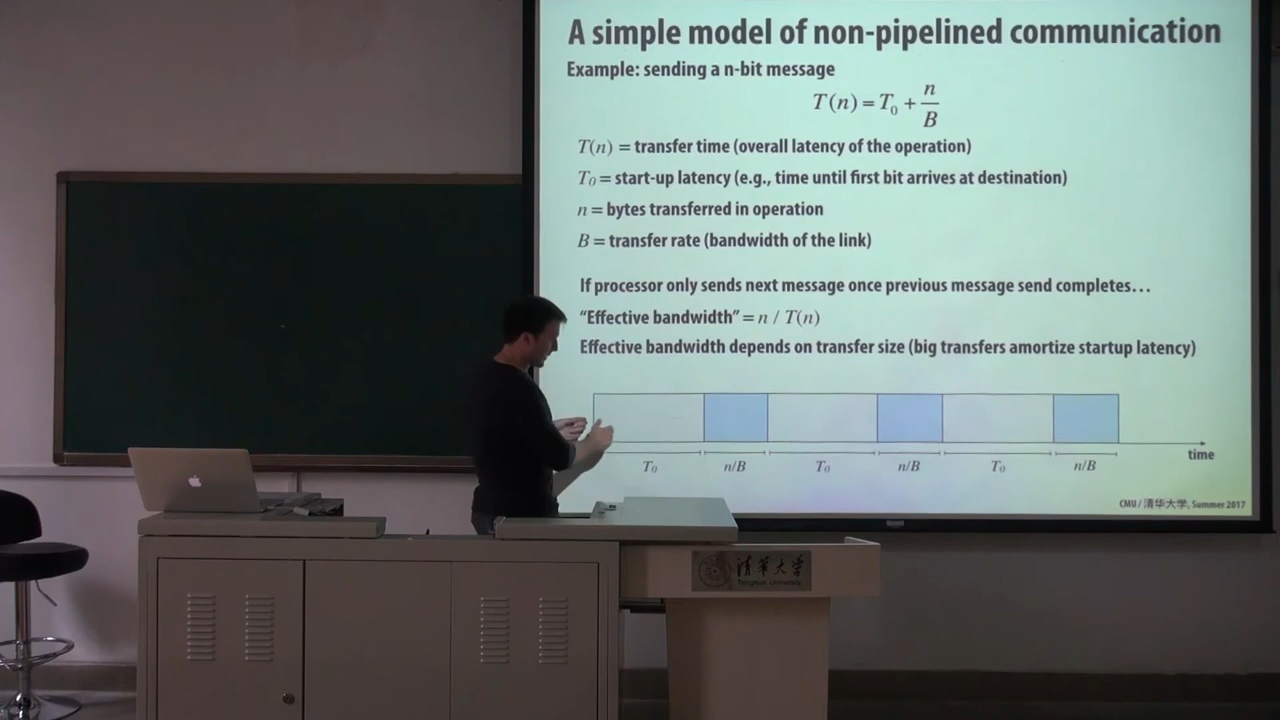 A simple model of non-pipelined communication
Example: sending a n-bit message
T(n) = T₀ + n/B
T(n) = transfer time (overall latency of the operation)
T₀ = start-up latency (e.g., time until first bit arrives at destination)
n = bytes transferred in operation
B = transfer rate (bandwidth of the link)
If processor only sends next message once previous message send completes…
“Effective bandwidth” = n / T(n)
Effective bandwidth depends on transfer size (big transfers amortize startup latency)
T₀ n/B T₀ n/B T₀ n/B time
CMU / 清华大学, Summer 2017
清华大学
Tsinghua University